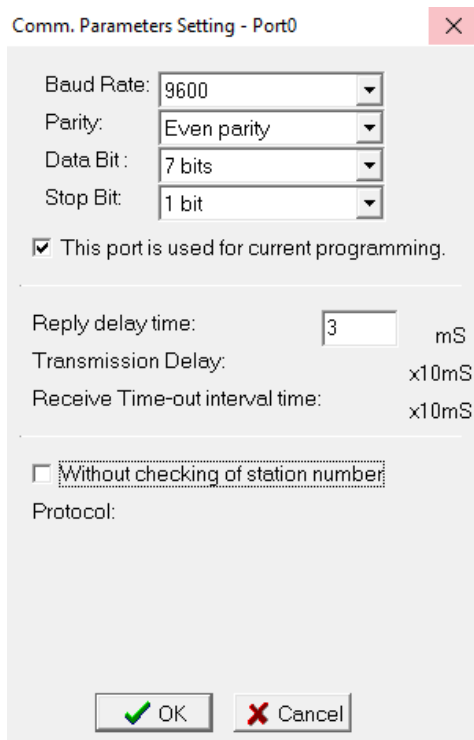 Comm. Parameters Setting - Port0
Baud Rate: 9600
Parity: Even parity
Data Bit : 7 bits
Stop Bit: 1 bit
This port is used for current programming.
Reply delay time: 3 mS
Transmission Delay: x10mS
Receive Time-out interval time: x10mS
Without checking of station number
Protocol:
OK Cancel